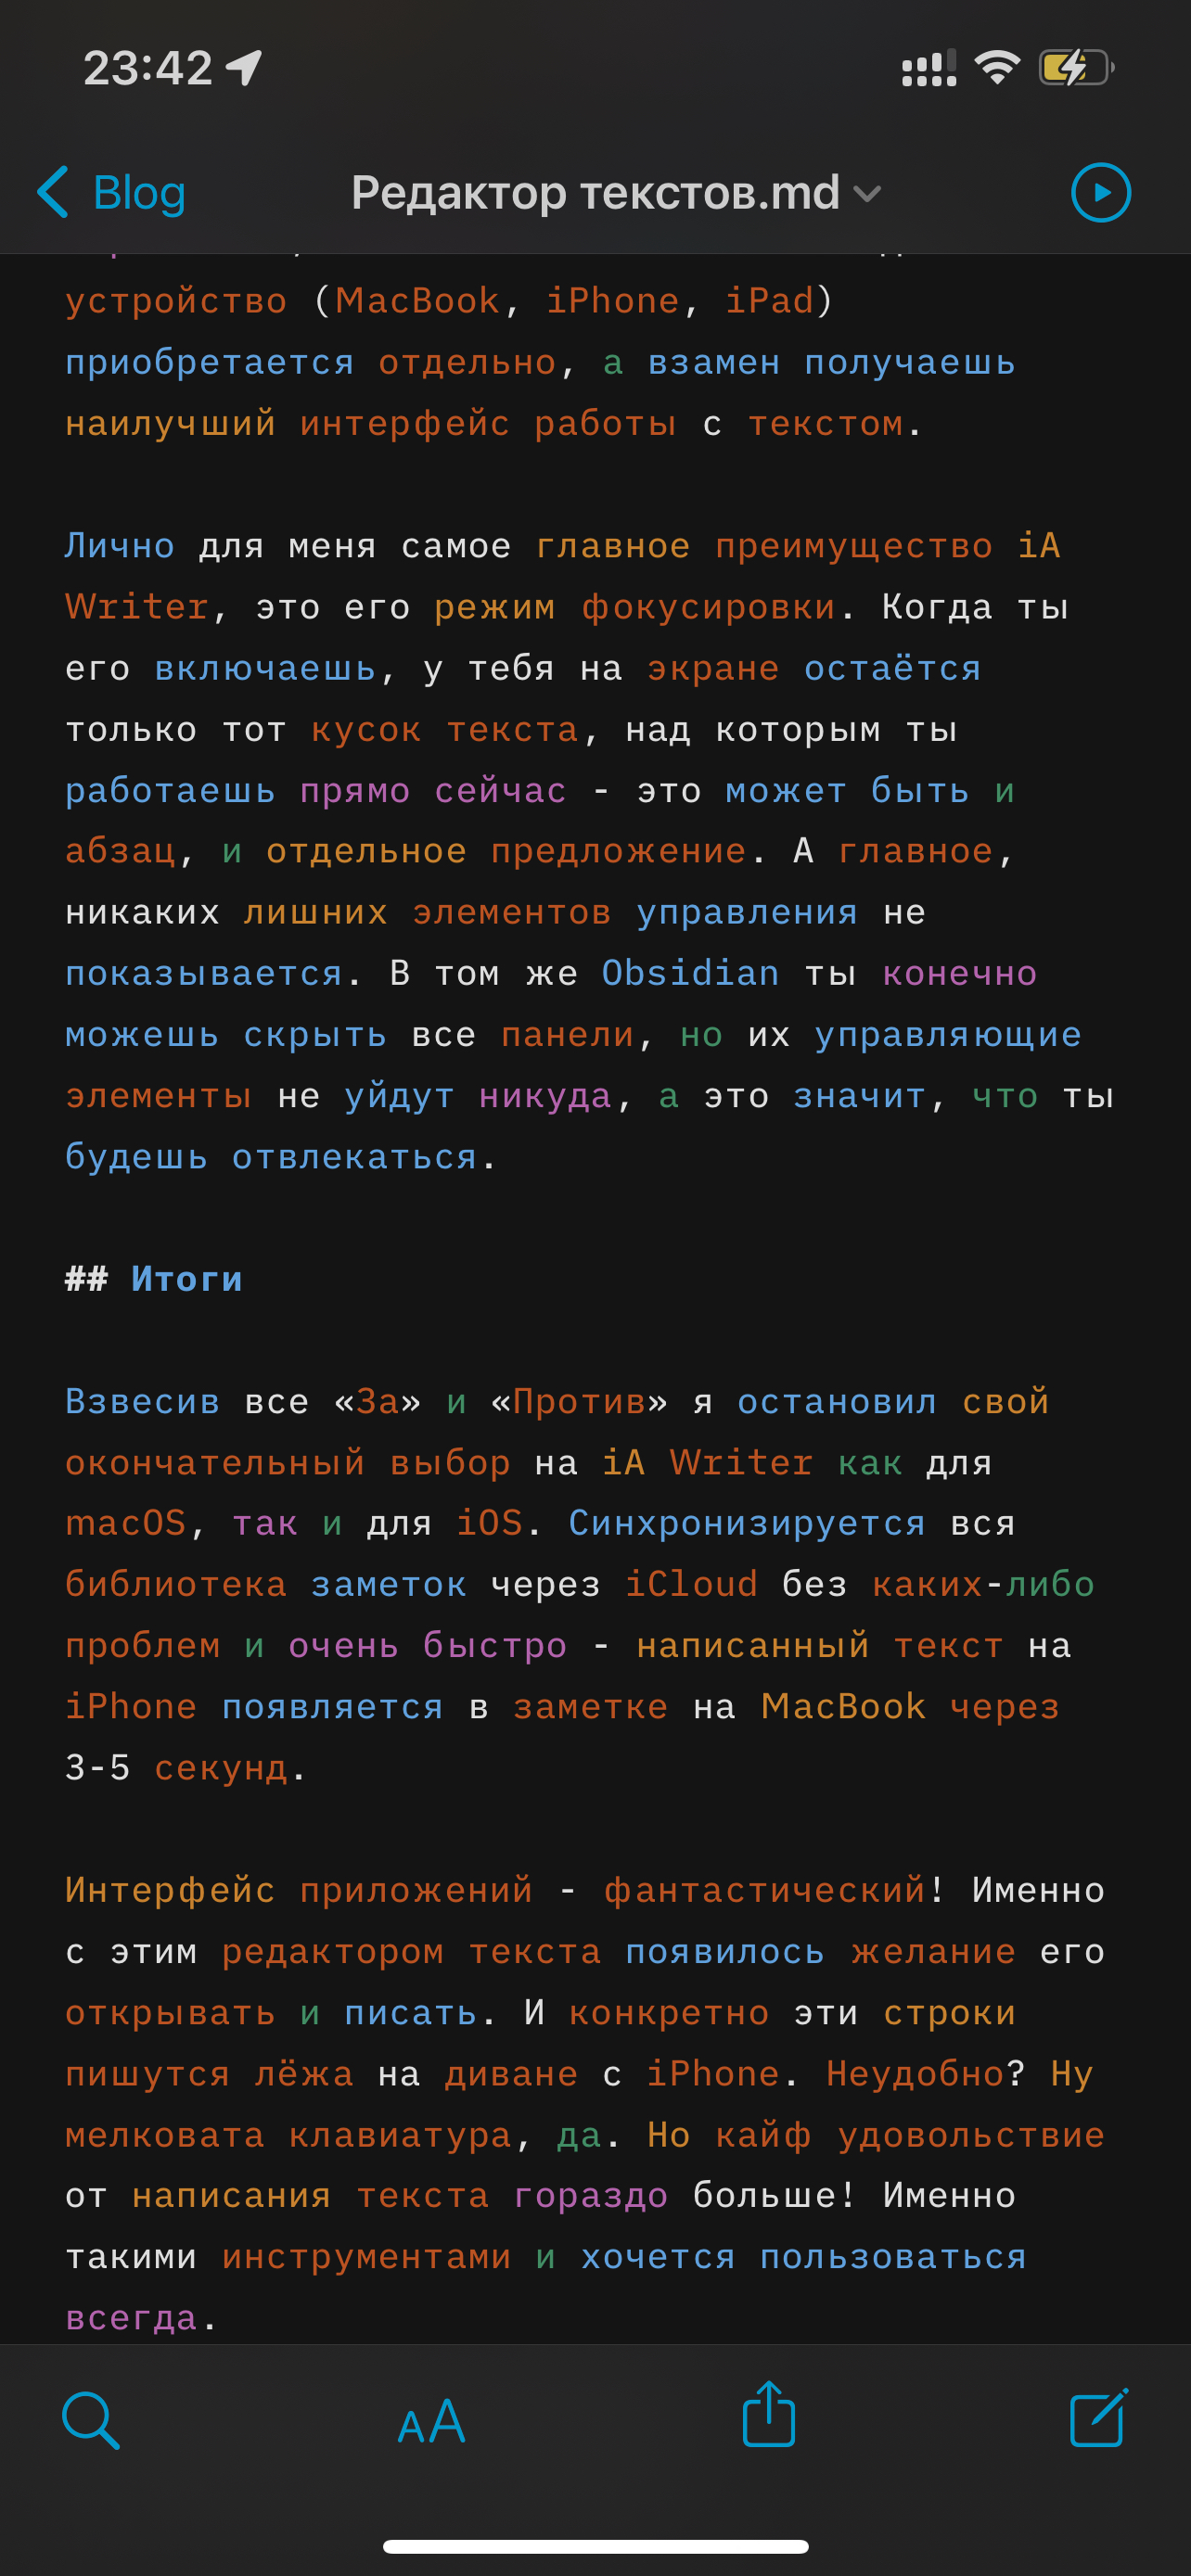 23:42
Blog
Редактор текстов.md
устройство (MacBook, iPhone, iPad)
приобретается отдельно, а взамен получаешь
наилучший интерфейс работы с текстом.
Лично для меня самое главное преимущество iA
Writer, это его режим фокусировки. Когда ты
его включаешь, у тебя на экране остаётся
только тот кусок текста, над которым ты
работаешь прямо сейчас - это может быть и
абзац, и отдельное предложение. А главное,
никаких лишних элементов управления не
показывается. В том же Obsidian ты конечно
можешь скрыть все панели, но их управляющие
элементы не уйдут никуда, а это значит, что ты
будешь отвлекаться.
## Итоги
Взвесив все «За» и «Против» я остановил свой
окончательный выбор на iA Writer как для
macOS, так и для iOS. Синхронизируется вся
библиотека заметок через iCloud без каких-либо
проблем и очень быстро - написанный текст на
iPhone появляется в заметке на MacBook через
3-5 секунд.
Интерфейс приложений - фантастический! Именно
с этим редактором текста появилось желание его
открывать и писать. И конкретно эти строки
пишутся лёжа на диване с iPhone. Неудобно? Ну
мелковата клавиатура, да. Но кайф удовольствие
от написания текста гораздо больше! Именно
такими инструментами и хочется пользоваться
всегда.
AA